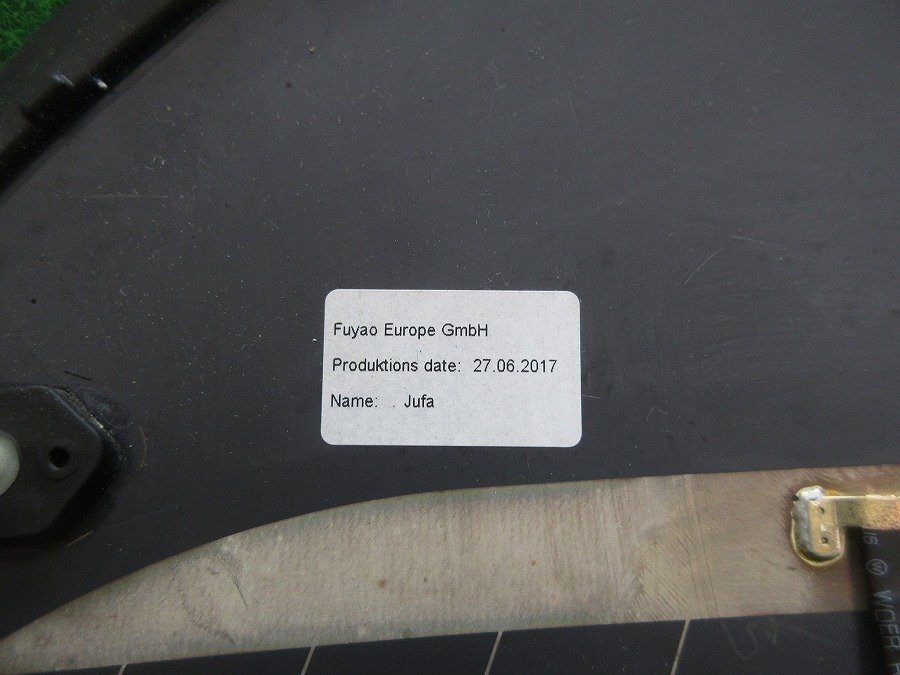 Fuyao Europe GmbH
Produktions date: 27.06.2017
Name: Jufa